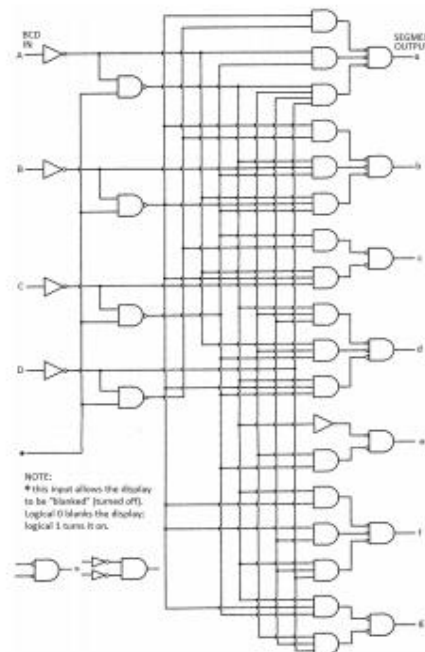 BCD
IN
SEGMENT
OUTPUTS
A
a
B
b
C
c
D
d
e
f
g
*
NOTE:
* this input allows the display
to be "blanked" (turned off).
Logical 0 blanks the display;
logical 1 turns it on.
=